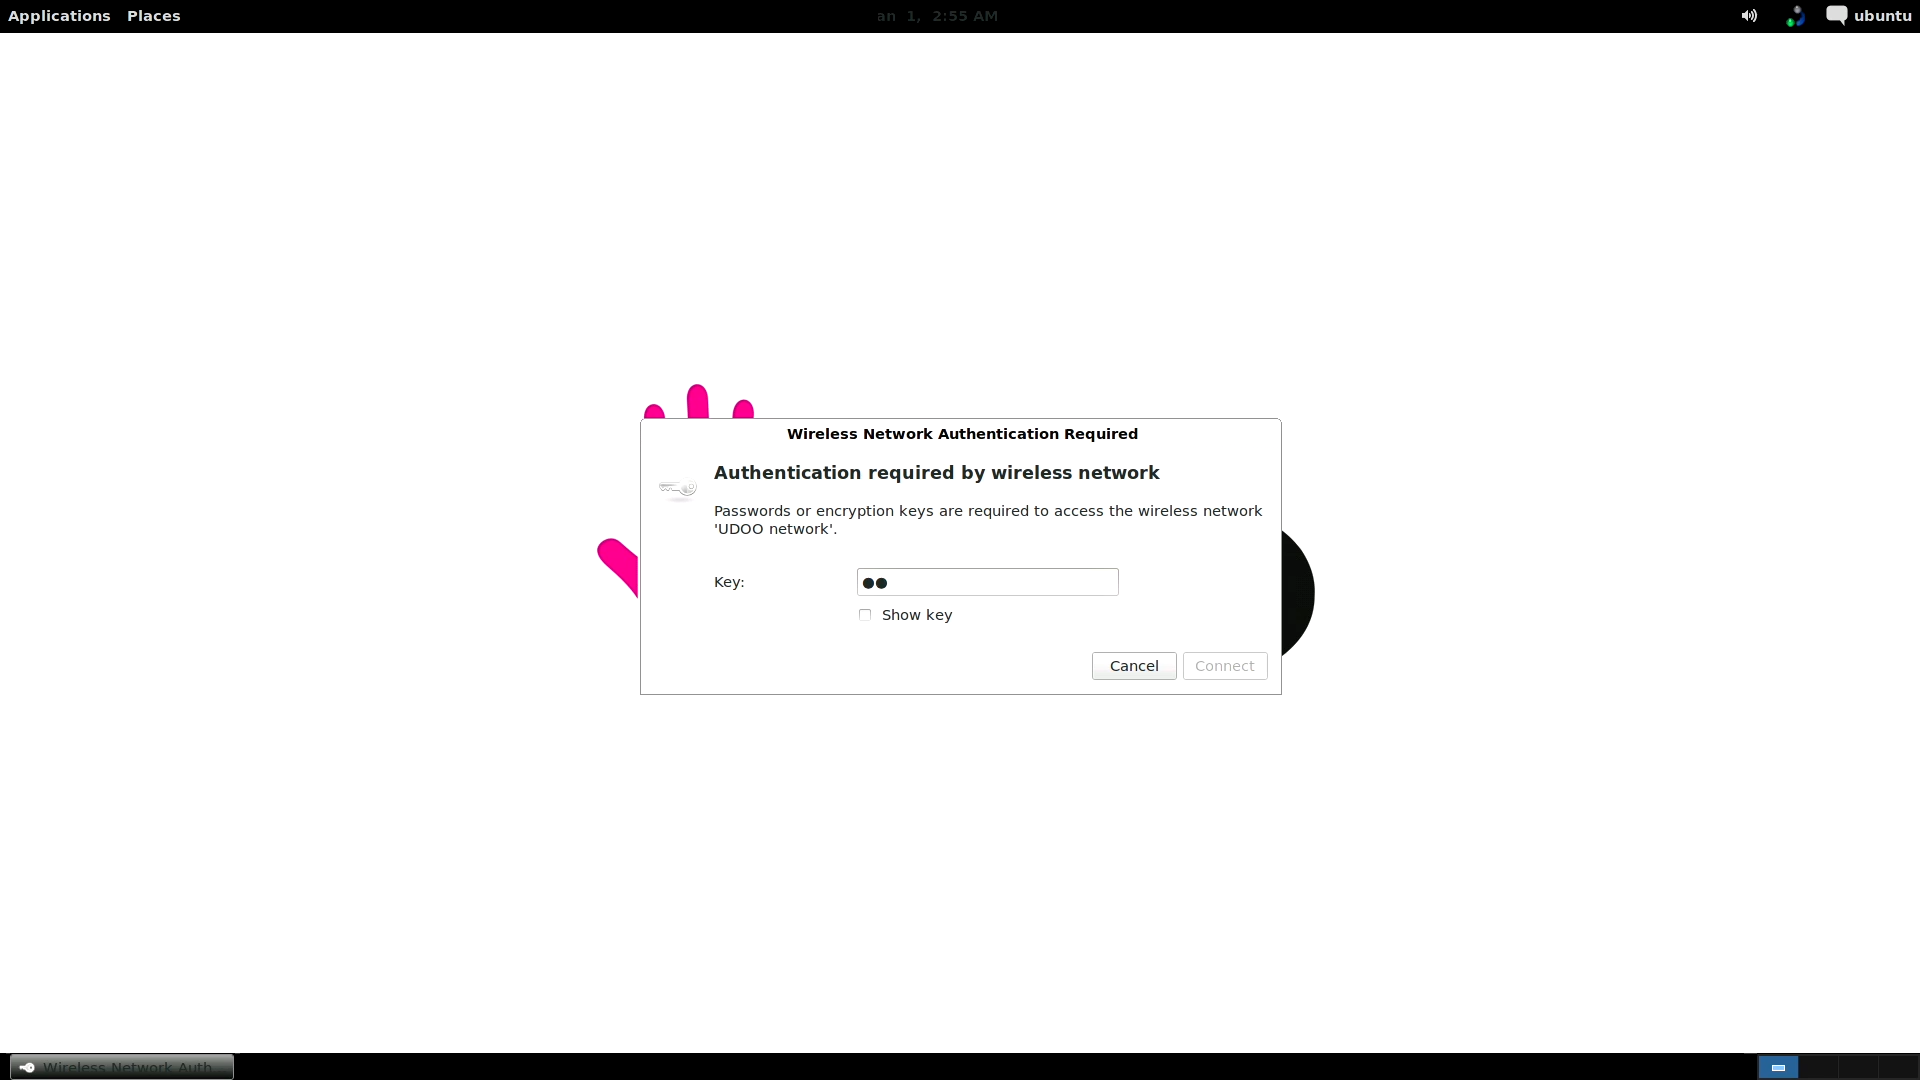 Applications Places an 1, 2:55 AM ubuntu
Wireless Network Authentication Required
Authentication required by wireless network
Passwords or encryption keys are required to access the wireless network
'UDOO network'.
Key:
Show key
Cancel Connect
Wireless Network Auth